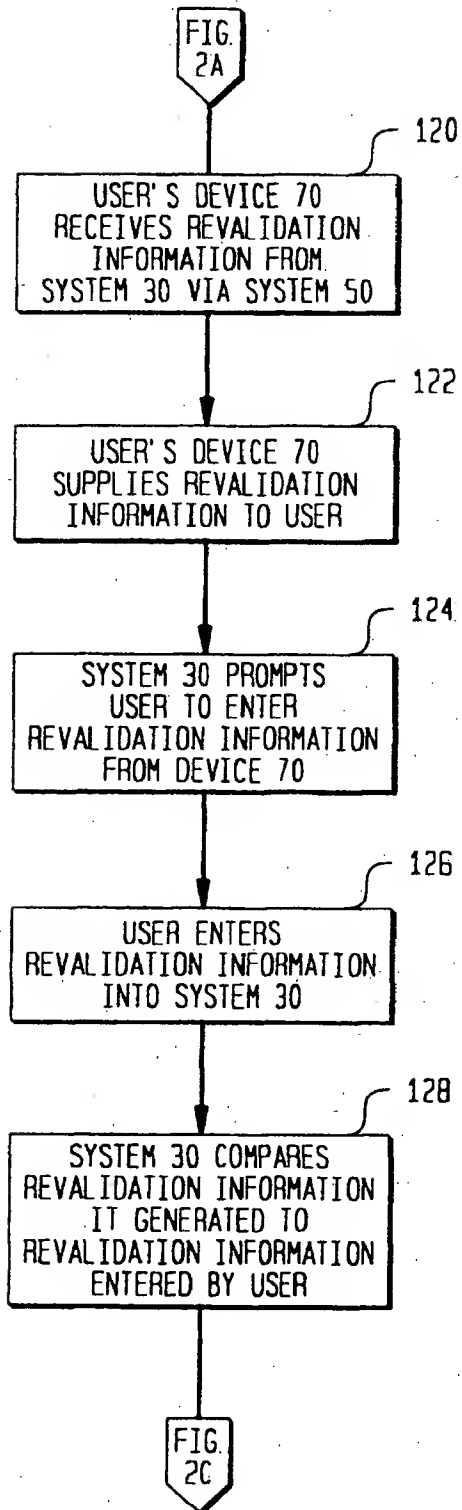 FIG.
2A
120
USER'S DEVICE 70
RECEIVES REVALIDATION
INFORMATION FROM
SYSTEM 30 VIA SYSTEM 50
122
USER'S DEVICE 70
SUPPLIES REVALIDATION
INFORMATION TO USER
124
SYSTEM 30 PROMPTS
USER TO ENTER
REVALIDATION INFORMATION
FROM DEVICE 70
126
USER ENTERS
REVALIDATION INFORMATION
INTO SYSTEM 30
128
SYSTEM 30 COMPARES
REVALIDATION INFORMATION
IT GENERATED TO
REVALIDATION INFORMATION
ENTERED BY USER
FIG.
2C